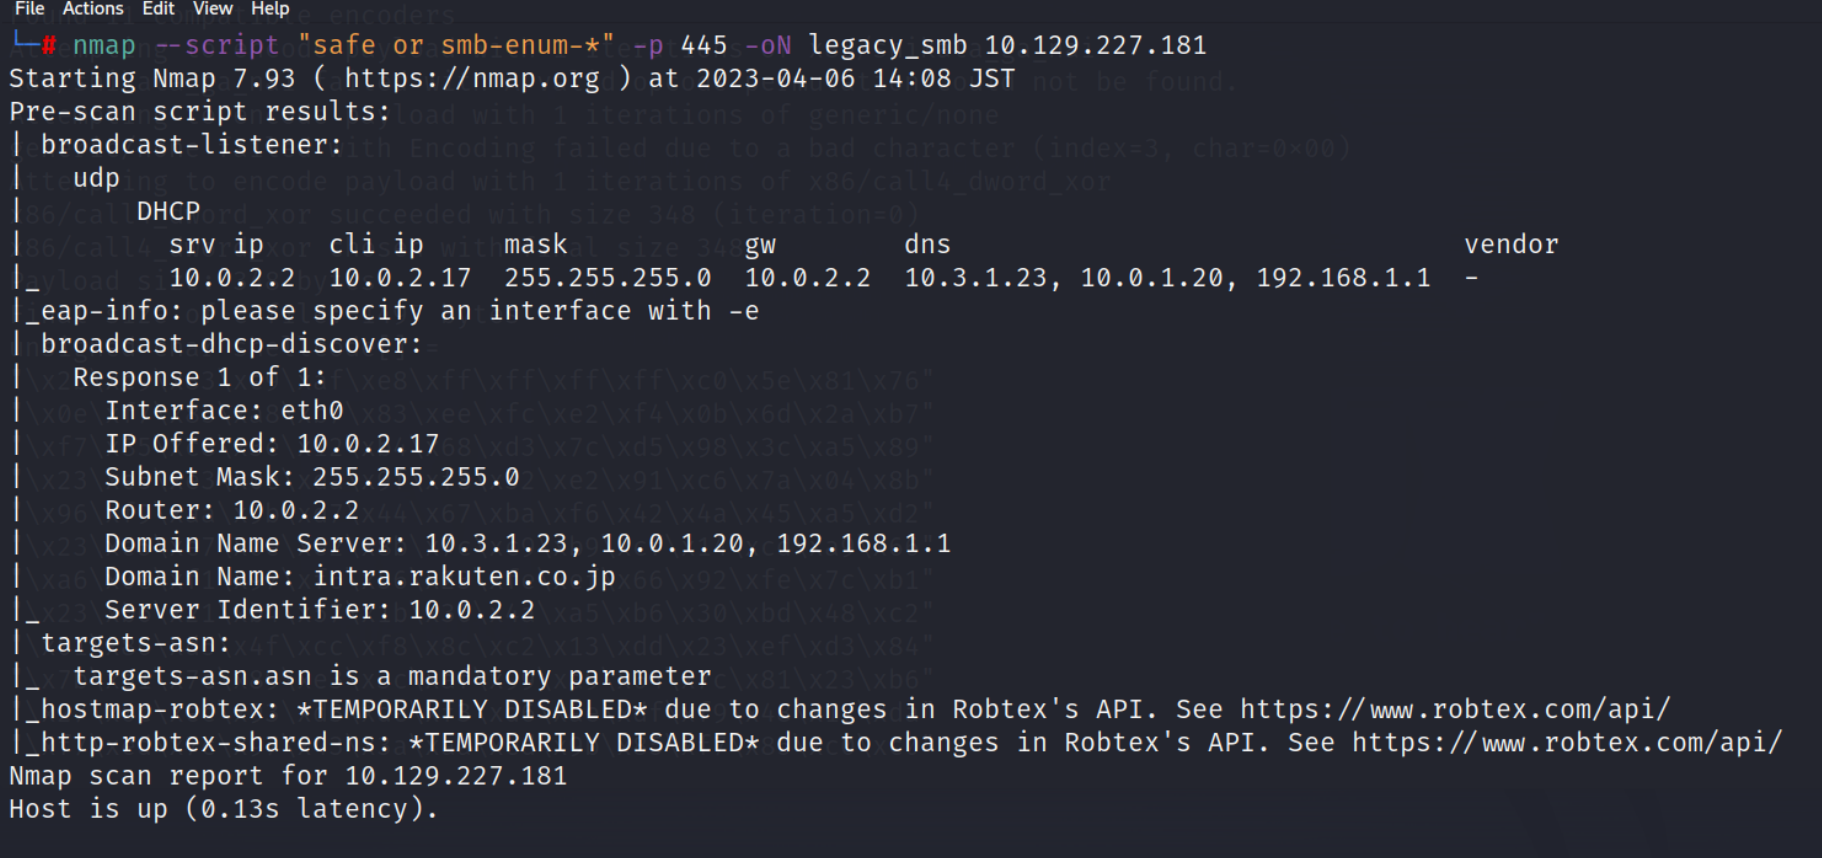 File Actions Edit View Help
└─# nmap --script "safe or smb-enum-*" -p 445 -oN legacy_smb 10.129.227.181
Starting Nmap 7.93 ( https://nmap.org ) at 2023-04-06 14:08 JST
Pre-scan script results:
| broadcast-listener:
|   udp
|       DHCP
|         srv ip    cli ip     mask           gw        dns                                vendor
|_        10.0.2.2  10.0.2.17  255.255.255.0  10.0.2.2  10.3.1.23, 10.0.1.20, 192.168.1.1  -
|_eap-info: please specify an interface with -e
| broadcast-dhcp-discover:
|   Response 1 of 1:
|     Interface: eth0
|     IP Offered: 10.0.2.17
|     Subnet Mask: 255.255.255.0
|     Router: 10.0.2.2
|     Domain Name Server: 10.3.1.23, 10.0.1.20, 192.168.1.1
|     Domain Name: intra.rakuten.co.jp
|_    Server Identifier: 10.0.2.2
| targets-asn:
|_  targets-asn.asn is a mandatory parameter
|_hostmap-robtex: *TEMPORARILY DISABLED* due to changes in Robtex's API. See https://www.robtex.com/api/
|_http-robtex-shared-ns: *TEMPORARILY DISABLED* due to changes in Robtex's API. See https://www.robtex.com/api/
Nmap scan report for 10.129.227.181
Host is up (0.13s latency).